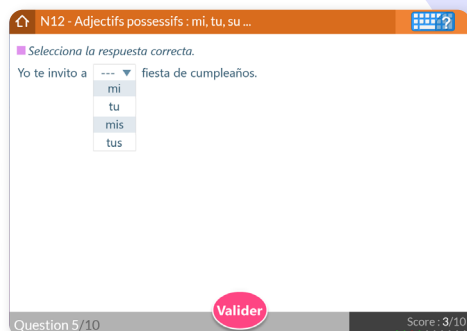 N12 - Adjectifs possessifs : mi, tu, su ...
?
Selecciona la respuesta correcta.
Yo te invito a --- fiesta de cumpleaños.
mi
tu
mis
tus
Valider
Question 5/10
Score : 3/10